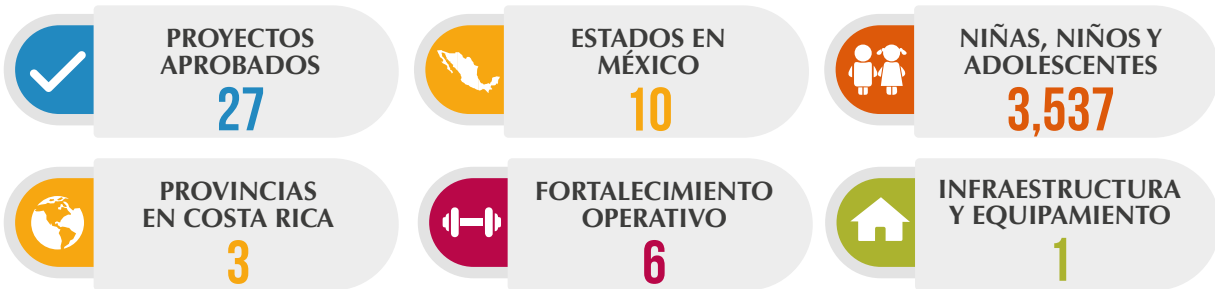 PROYECTOS
APROBADOS
27
ESTADOS EN
MÉXICO
10
NIÑAS, NIÑOS Y
ADOLESCENTES
3,537
PROVINCIAS
EN COSTA RICA
3
FORTALECIMIENTO
OPERATIVO
6
INFRAESTRUCTURA
Y EQUIPAMIENTO
1